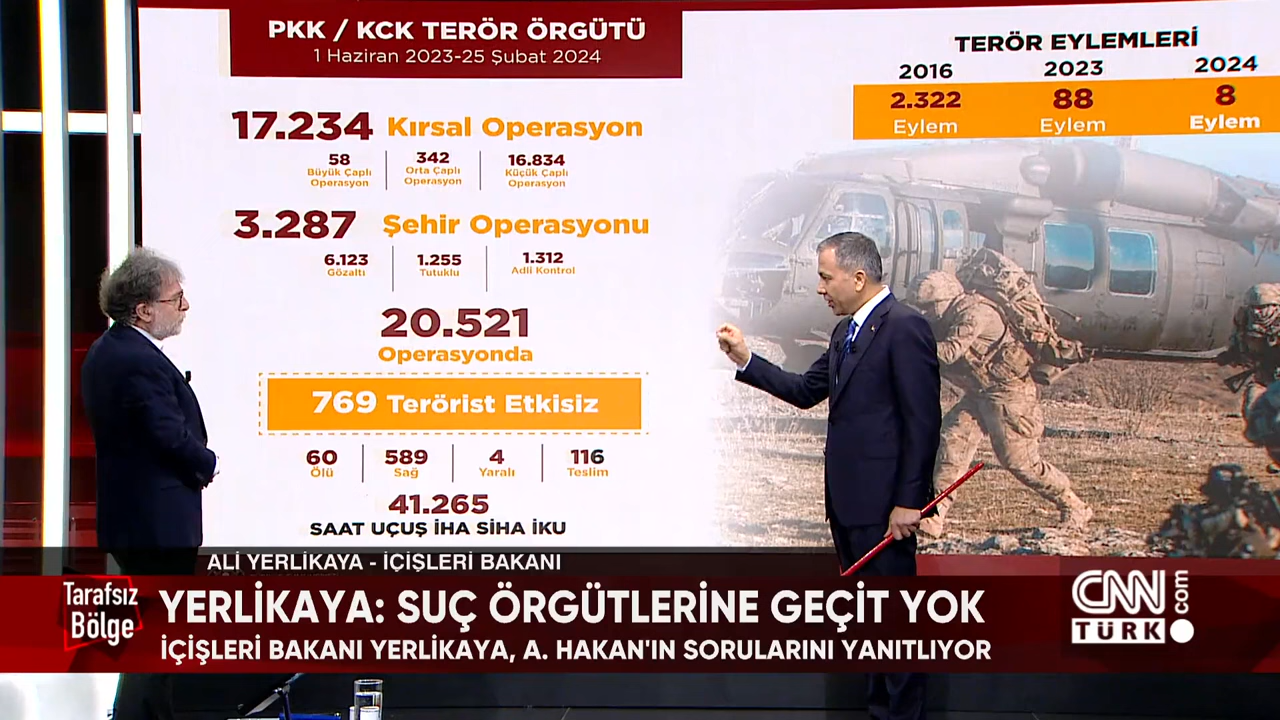 PKK / KCK TERÖR ÖRGÜTÜ
1 Haziran 2023-25 Şubat 2024
TERÖR EYLEMLERİ
2016 2023 2024
2.322 88 8
Eylem Eylem Eylem
17.234 Kırsal Operasyon
58 342 16.834
Büyük Çaplı Orta Çaplı Küçük Çaplı
Operasyon Operasyon Operasyon
3.287 Şehir Operasyonu
6.123 1.255 1.312
Gözaltı Tutuklu Adli Kontrol
20.521
Operasyonda
769 Terörist Etkisiz
60 589 4 116
Ölü Sağ Yaralı Teslim
41.265
SAAT UÇUŞ İHA SİHA İKU
ALİ YERLİKAYA - İÇİŞLERİ BAKANI
Tarafsız
Bölge
YERLİKAYA: SUÇ ÖRGÜTLERİNE GEÇİT YOK
İÇİŞLERİ BAKANI YERLİKAYA, A. HAKAN'IN SORULARINI YANITLIYOR
CNN
TÜRK
.com